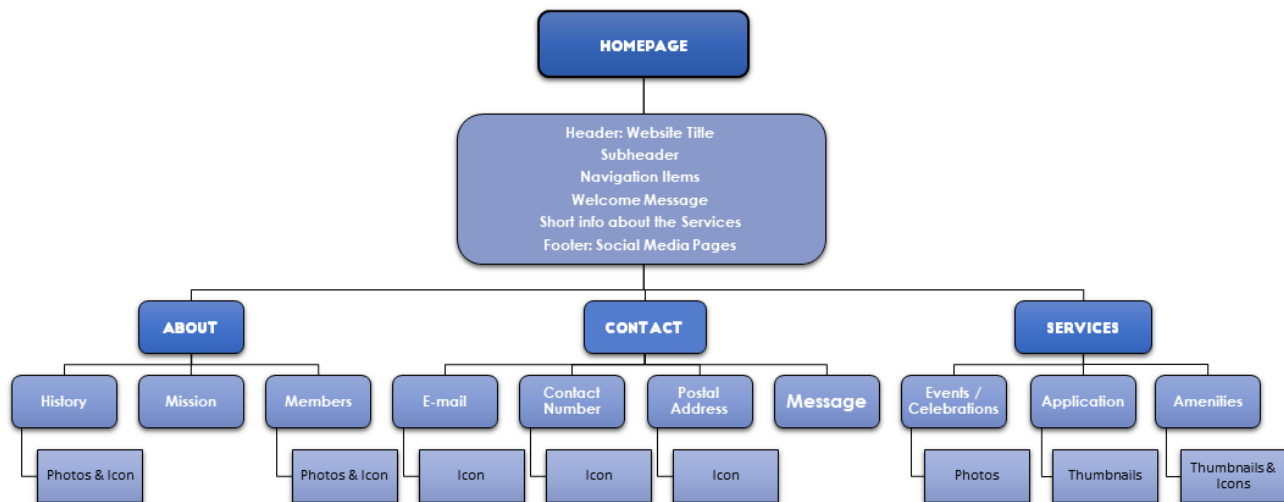 HOMEPAGE
Header: Website Title
Subheader
Navigation Items
Welcome Message
Short info about the Services
Footer: Social Media Pages
ABOUT
CONTACT
SERVICES
History
Mission
Members
E-mail
Contact
Number
Postal
Address
Message
Events /
Celebrations
Application
Amenities
Photos & Icon
Photos & Icon
Icon
Icon
Icon
Photos
Thumbnails
Thumbnails &
Icons